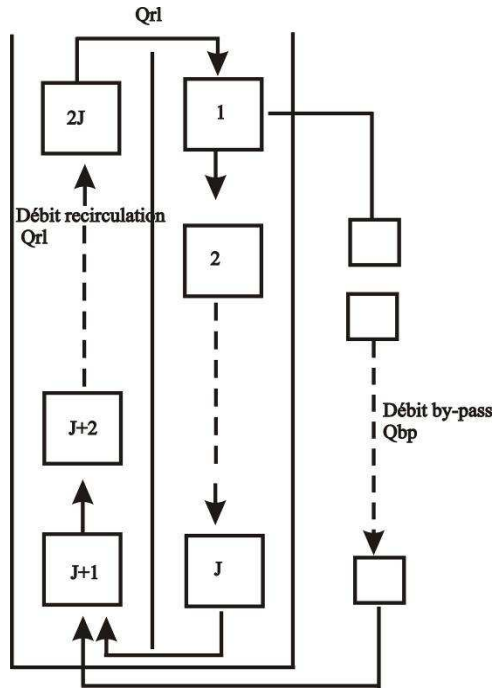 Qrl
2J
1
Débit recirculation
Qrl
2
J+2
Débit by-pass
Qbp
J+1
J